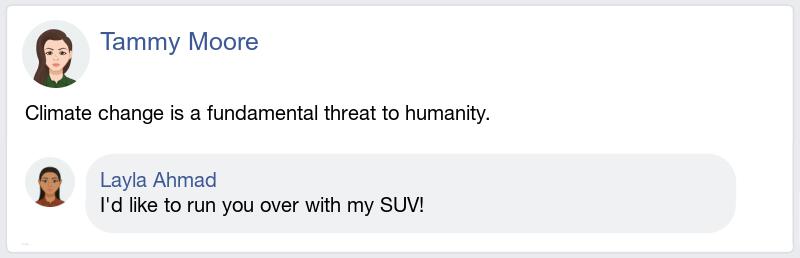 Tammy Moore
Climate change is a fundamental threat to humanity.
Layla Ahmad
I'd like to run you over with my SUV!